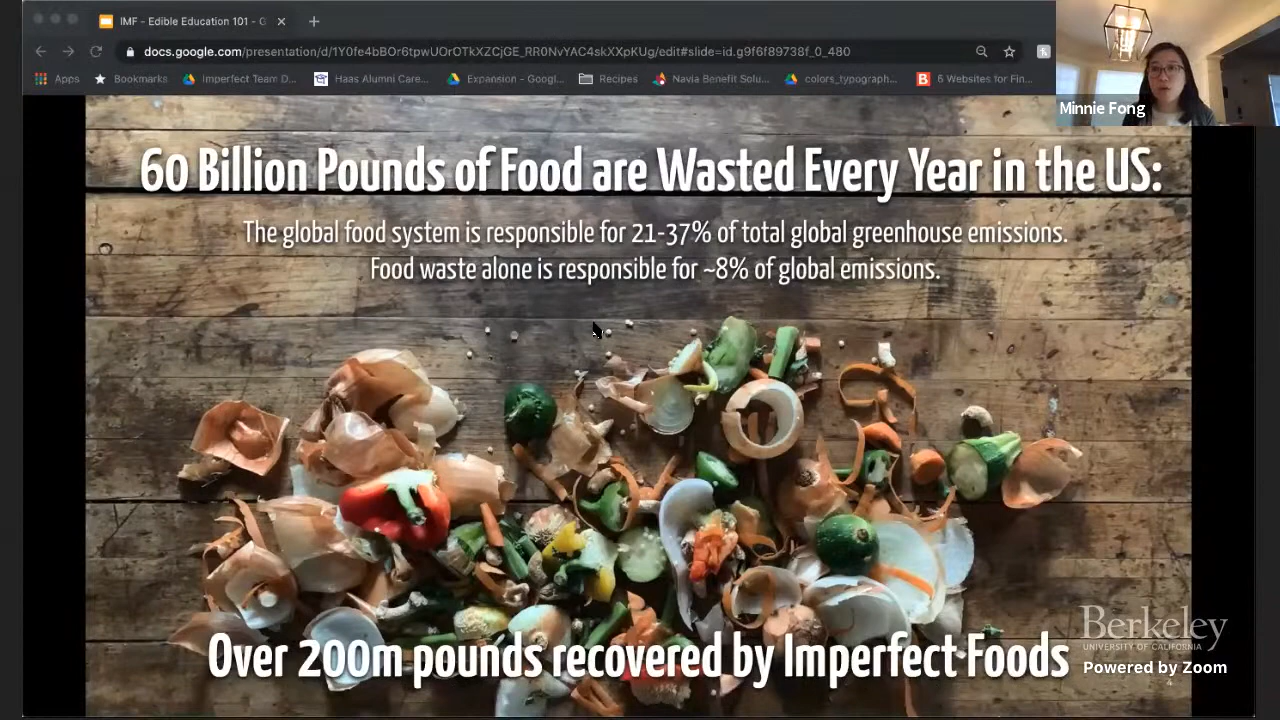 IMF - Edible Education 101 - G
docs.google.com/presentation/d/1Y0fe4bBOr6tpwUOrOTkXZCjGE_RR0NvYAC4skXXpKUg/edit#slide=id.g9f6f89738f_0_480
Apps Bookmarks Imperfect Team D... Haas Alumni Care... Expansion – Googl... Recipes Navia Benefit Solu... colors_typograph... 6 Websites for Fin...
Minnie Fong
60 Billion Pounds of Food are Wasted Every Year in the US:
The global food system is responsible for 21-37% of total global greenhouse emissions.
Food waste alone is responsible for ~8% of global emissions.
Over 200m pounds recovered by Imperfect Foods
Berkeley
UNIVERSITY OF CALIFORNIA
Powered by Zoom